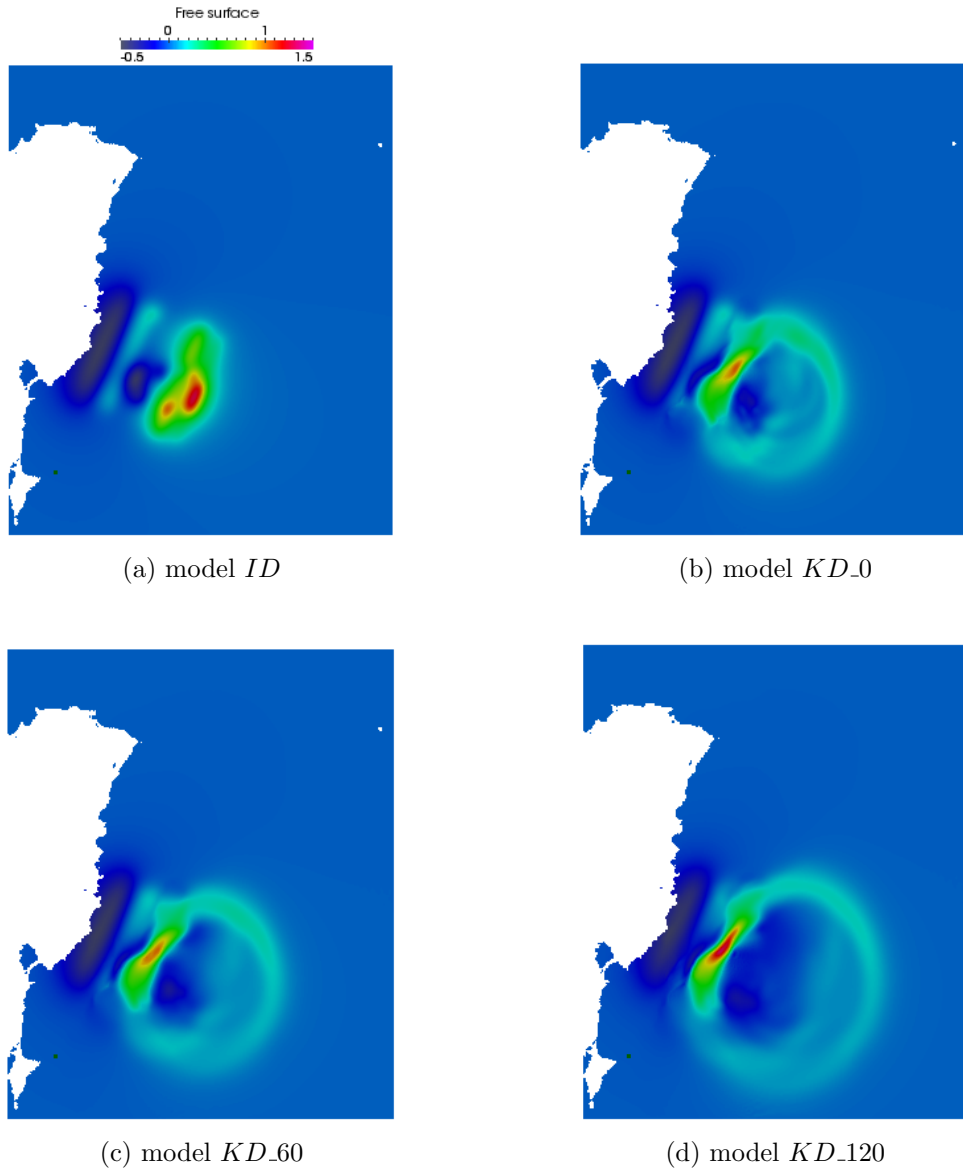 Free surface
0 1
-0.5 1.5
(a) model ID
(b) model KD_0
(c) model KD_60
(d) model KD_120